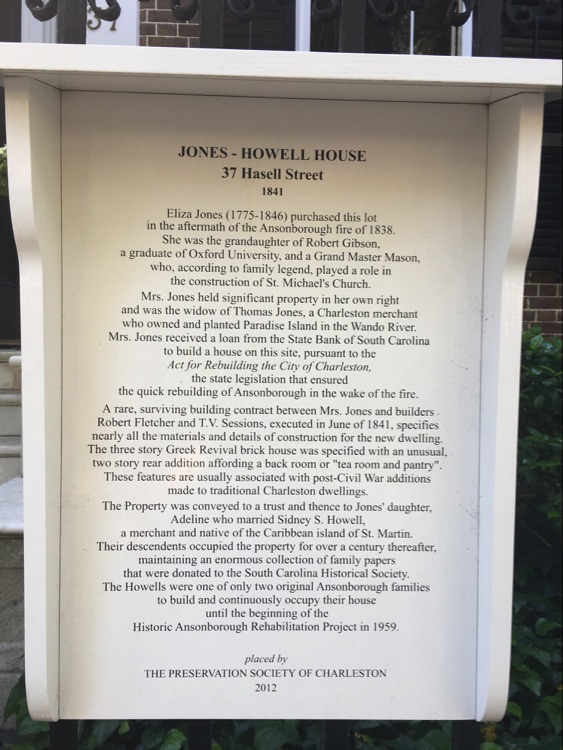 37
JONES - HOWELL HOUSE
37 Hasell Street
1841
Eliza Jones (1775-1846) purchased this lot
in the aftermath of the Ansonborough fire of 1838.
She was the grandaughter of Robert Gibson,
a graduate of Oxford University, and a Grand Master Mason,
who, according to family legend, played a role in
the construction of St. Michael's Church.
Mrs. Jones held significant property in her own right
and was the widow of Thomas Jones, a Charleston merchant
who owned and planted Paradise Island in the Wando River.
Mrs. Jones received a loan from the State Bank of South Carolina
to build a house on this site, pursuant to the
Act for Rebuilding the City of Charleston,
the state legislation that ensured
the quick rebuilding of Ansonborough in the wake of the fire.
A rare, surviving building contract between Mrs. Jones and builders
Robert Fletcher and T.V. Sessions, executed in June of 1841, specifies
nearly all the materials and details of construction for the new dwelling.
The three story Greek Revival brick house was specified with an unusual,
two story rear addition affording a back room or "tea room and pantry".
These features are usually associated with post-Civil War additions
made to traditional Charleston dwellings.
The Property was conveyed to a trust and thence to Jones' daughter,
Adeline who married Sidney S. Howell,
a merchant and native of the Caribbean island of St. Martin.
Their descendents occupied the property for over a century thereafter,
maintaining an enormous collection of family papers
that were donated to the South Carolina Historical Society.
The Howells were one of only two original Ansonborough families
to build and continuously occupy their house
until the beginning of the
Historic Ansonborough Rehabilitation Project in 1959.
placed by
THE PRESERVATION SOCIETY OF CHARLESTON
2012